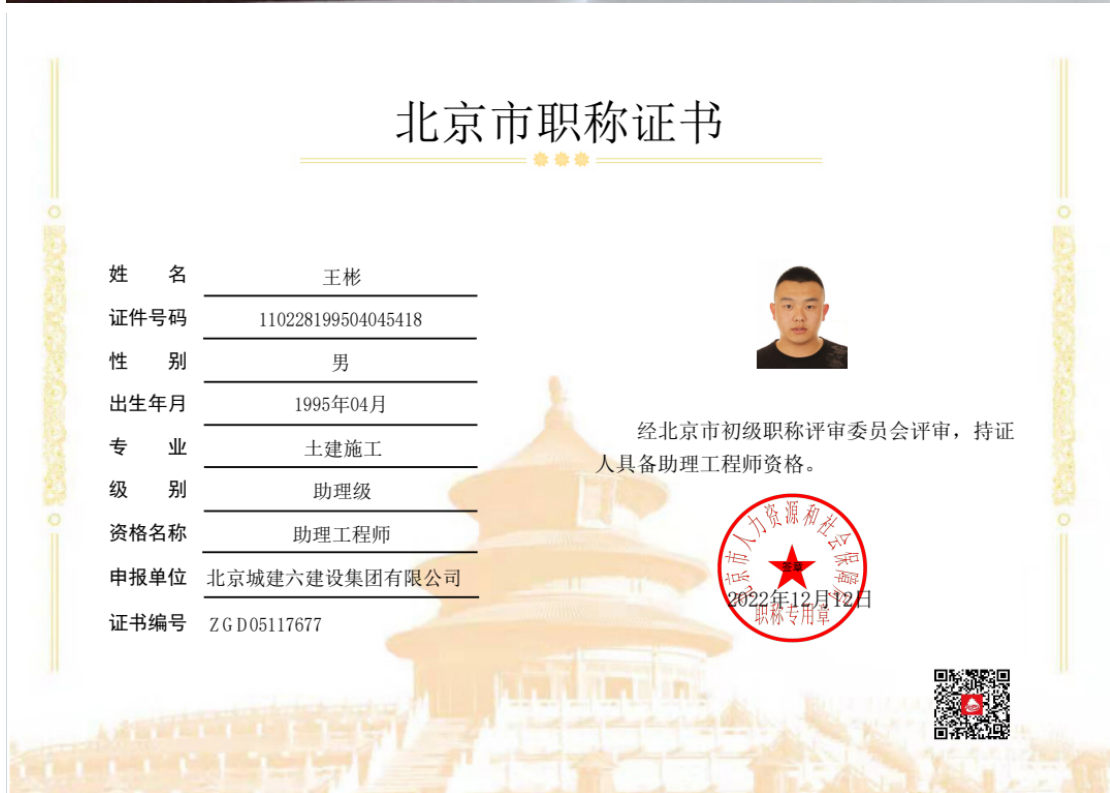 北京市职称证书
姓 名 王彬
证件号码 110228199504045418
性 别 男
出生年月 1995年04月
专 业 土建施工
级 别 助理级
资格名称 助理工程师
申报单位 北京城建六建设集团有限公司
证书编号 ZGD05117677
经北京市初级职称评审委员会评审，持证
人具备助理工程师资格。
北京市人力资源和社会保障局
签章
2022年12月12日
职称专用章